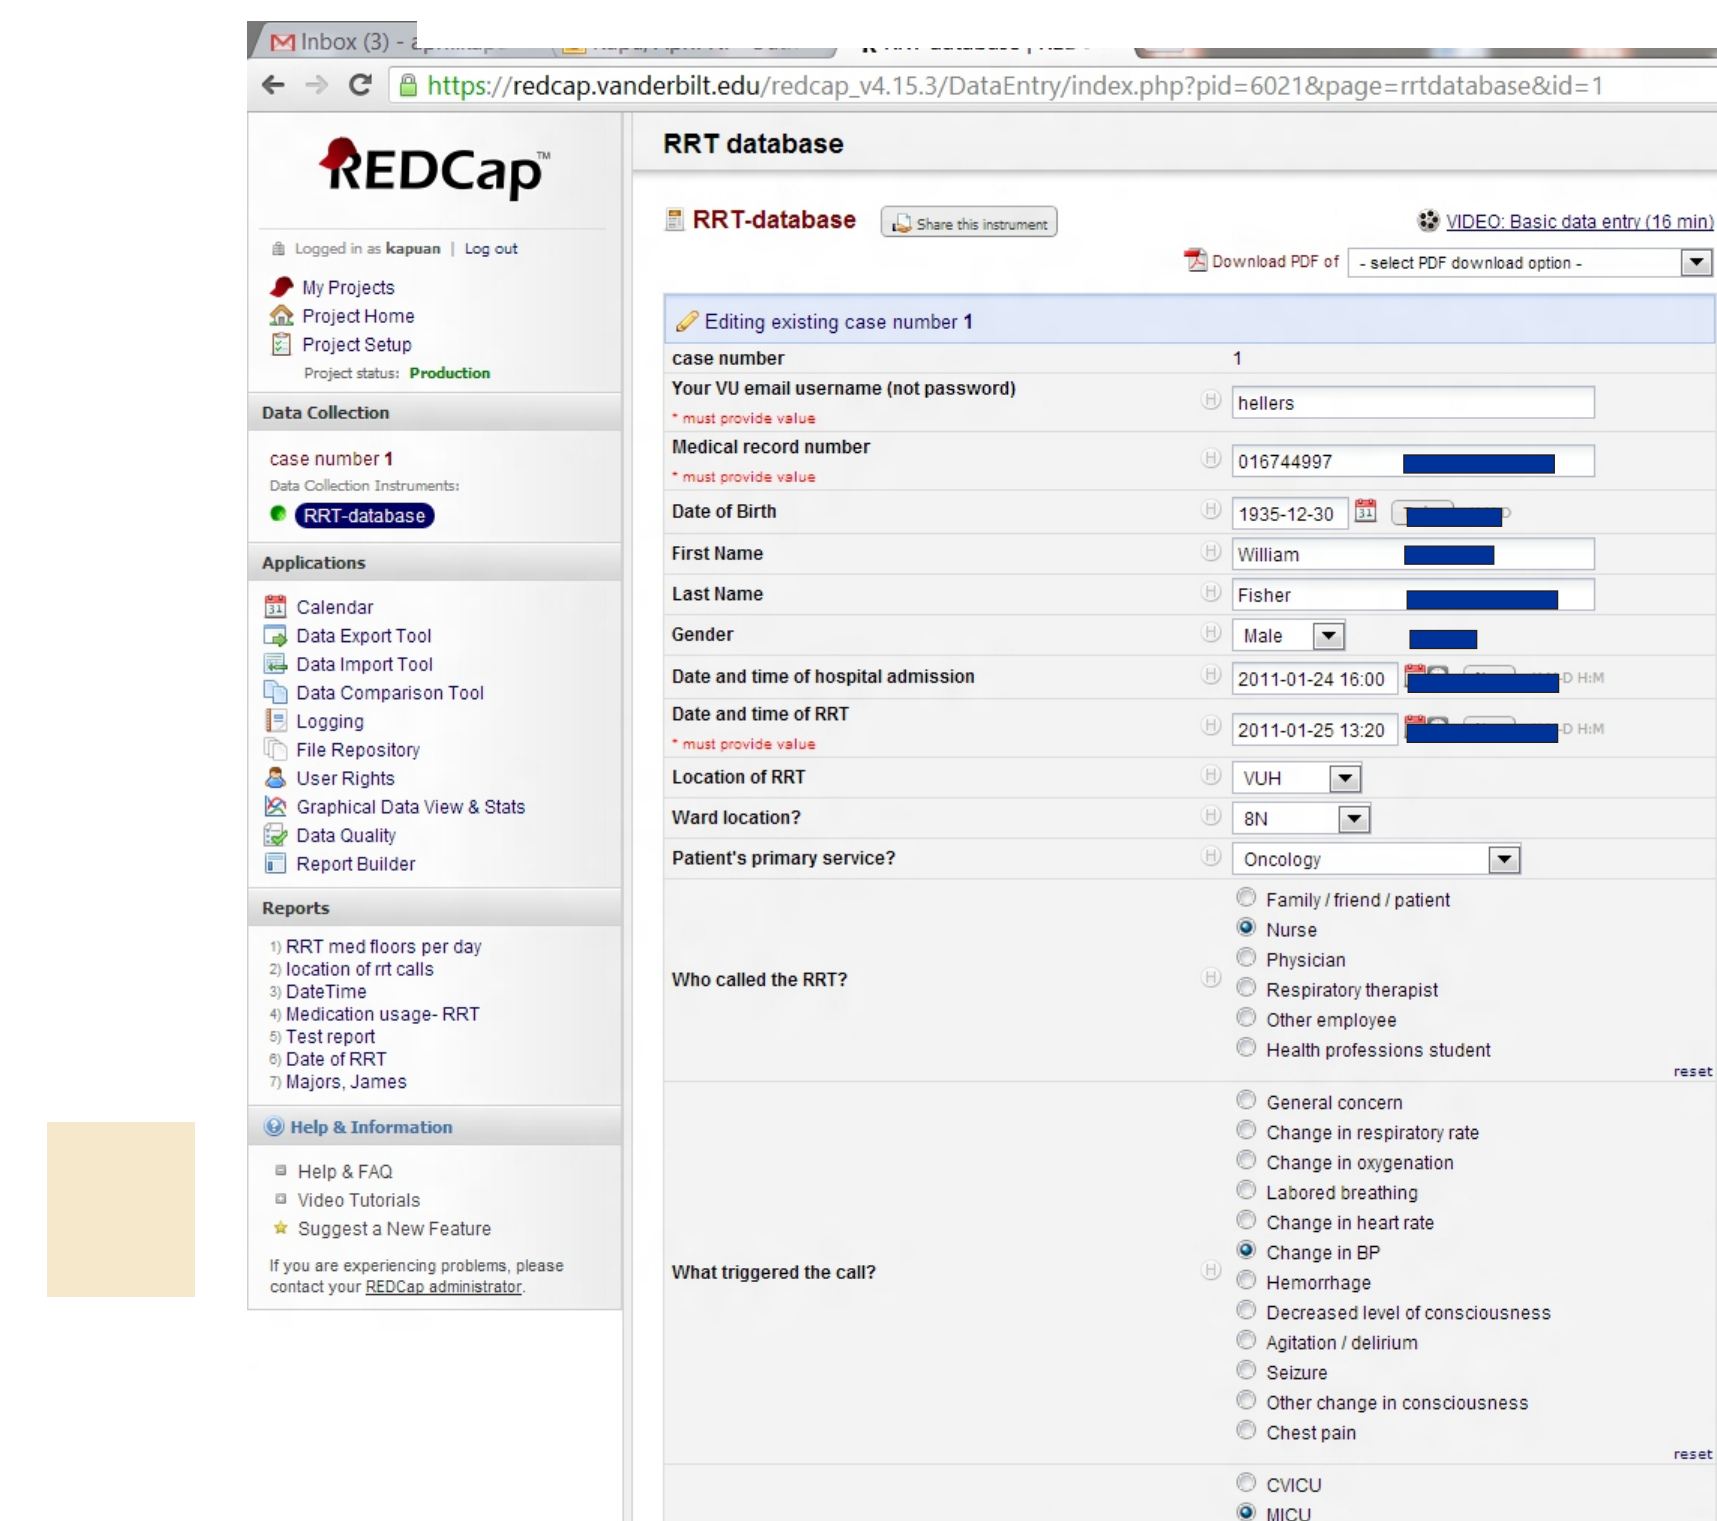 Inbox (3) -
https://redcap.vanderbilt.edu/redcap_v4.15.3/DataEntry/index.php?pid=6021&page=rrtdatabase&id=1
REDCap™
Logged in as kapuan | Log out
My Projects
Project Home
Project Setup
Project status: Production
Data Collection
case number 1
Data Collection Instruments:
RRT-database
Applications
31 Calendar
Data Export Tool
Data Import Tool
Data Comparison Tool
Logging
File Repository
User Rights
Graphical Data View & Stats
Data Quality
Report Builder
Reports
1) RRT med floors per day
2) location of rrt calls
3) DateTime
4) Medication usage- RRT
5) Test report
6) Date of RRT
7) Majors, James
Help & Information
Help & FAQ
Video Tutorials
Suggest a New Feature
If you are experiencing problems, please
contact your REDCap administrator.
RRT database
RRT-database Share this instrument
VIDEO: Basic data entry (16 min)
Download PDF of - select PDF download option -
Editing existing case number 1
case number 1
Your VU email username (not password)
* must provide value
H hellers
Medical record number
* must provide value
H 016744997
Date of Birth H 1935-12-30 31
First Name H William
Last Name H Fisher
Gender H Male
Date and time of hospital admission H 2011-01-24 16:00 -D H:M
Date and time of RRT
* must provide value
H 2011-01-25 13:20 -D H:M
Location of RRT H VUH
Ward location? H 8N
Patient's primary service? H Oncology
Who called the RRT? H
Family / friend / patient
Nurse
Physician
Respiratory therapist
Other employee
Health professions student
reset
What triggered the call? H
General concern
Change in respiratory rate
Change in oxygenation
Labored breathing
Change in heart rate
Change in BP
Hemorrhage
Decreased level of consciousness
Agitation / delirium
Seizure
Other change in consciousness
Chest pain
reset
CVICU
MICU